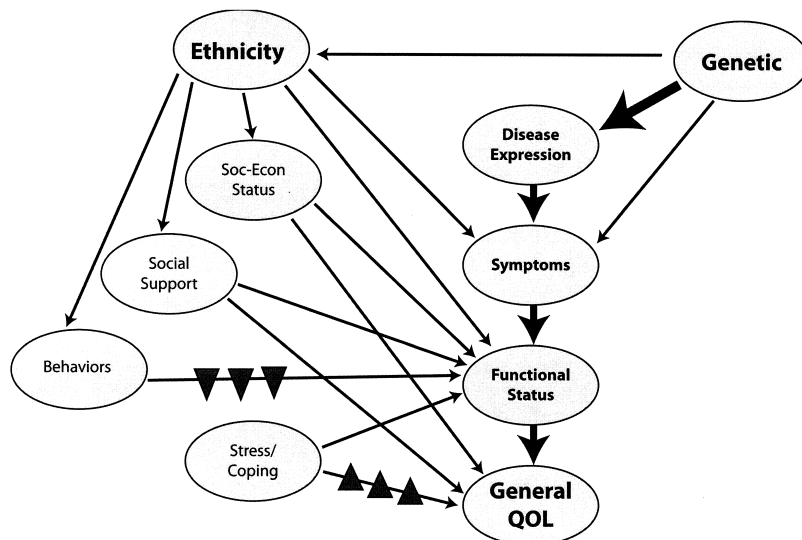 Ethnicity
Genetic
Disease
Expression
Soc-Econ
Status
Social
Support
Symptoms
Behaviors
Functional
Status
Stress/
Coping
General
QOL